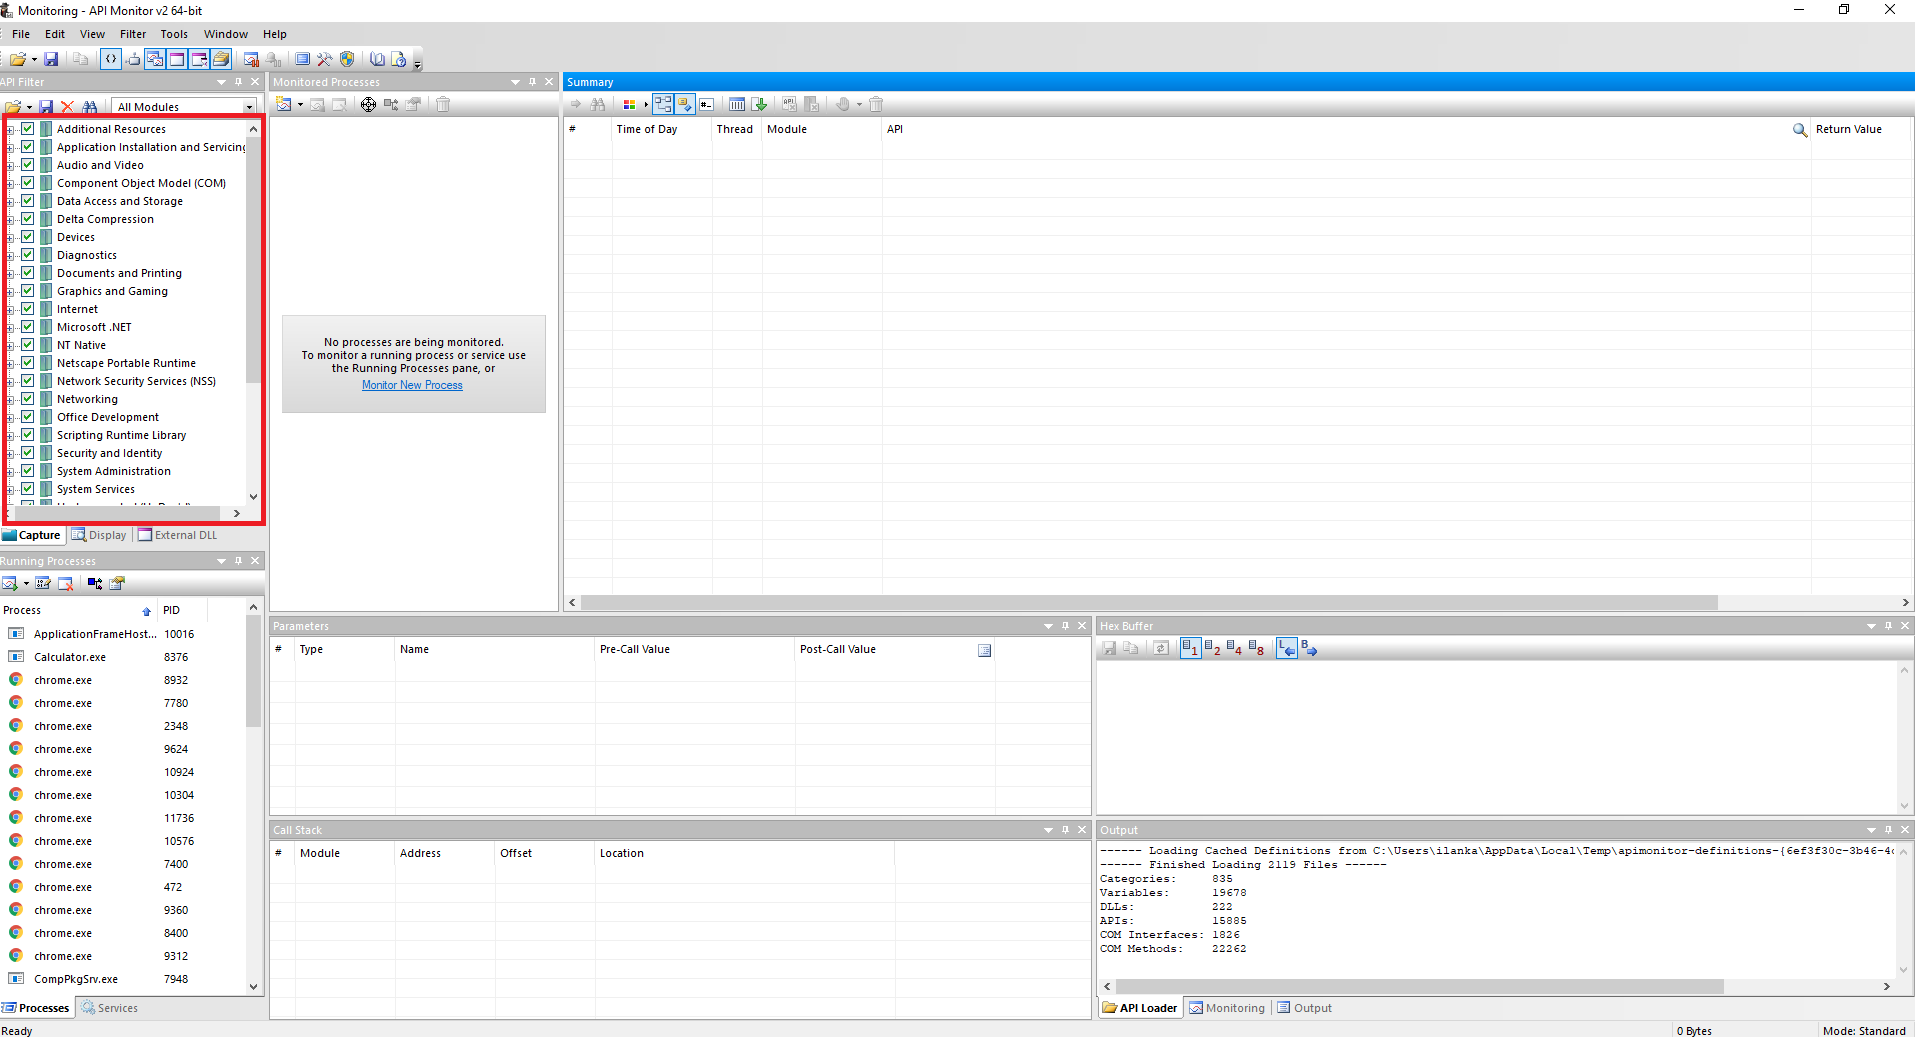 Monitoring - API Monitor v2 64-bit
File Edit View Filter Tools Window Help
API Filter
All Modules
Additional Resources
Application Installation and Servicing
Audio and Video
Component Object Model (COM)
Data Access and Storage
Delta Compression
Devices
Diagnostics
Documents and Printing
Graphics and Gaming
Internet
Microsoft .NET
NT Native
Netscape Portable Runtime
Network Security Services (NSS)
Networking
Office Development
Scripting Runtime Library
Security and Identity
System Administration
System Services
Capture Display External DLL
Running Processes
Process PID
ApplicationFrameHost... 10016
Calculator.exe 8376
chrome.exe 8932
chrome.exe 7780
chrome.exe 2348
chrome.exe 9624
chrome.exe 10924
chrome.exe 10304
chrome.exe 11736
chrome.exe 10576
chrome.exe 7400
chrome.exe 472
chrome.exe 9360
chrome.exe 8400
chrome.exe 9312
CompPkgSrv.exe 7948
Processes Services
Monitored Processes
No processes are being monitored.
To monitor a running process or service use
the Running Processes pane, or
Monitor New Process
Summary
# Time of Day Thread Module API Return Value
Parameters
# Type Name Pre-Call Value Post-Call Value
Hex Buffer
1 2 4 8 L B
Call Stack
# Module Address Offset Location
Output
------ Loading Cached Definitions from C:\Users\ilanka\AppData\Local\Temp\apimonitor-definitions-{6ef3f30c-3b46-4
------ Finished Loading 2119 Files ------
Categories: 835
Variables: 19678
DLLs: 222
APIs: 15885
COM Interfaces: 1826
COM Methods: 22262
API Loader Monitoring Output
Ready
0 Bytes Mode: Standard